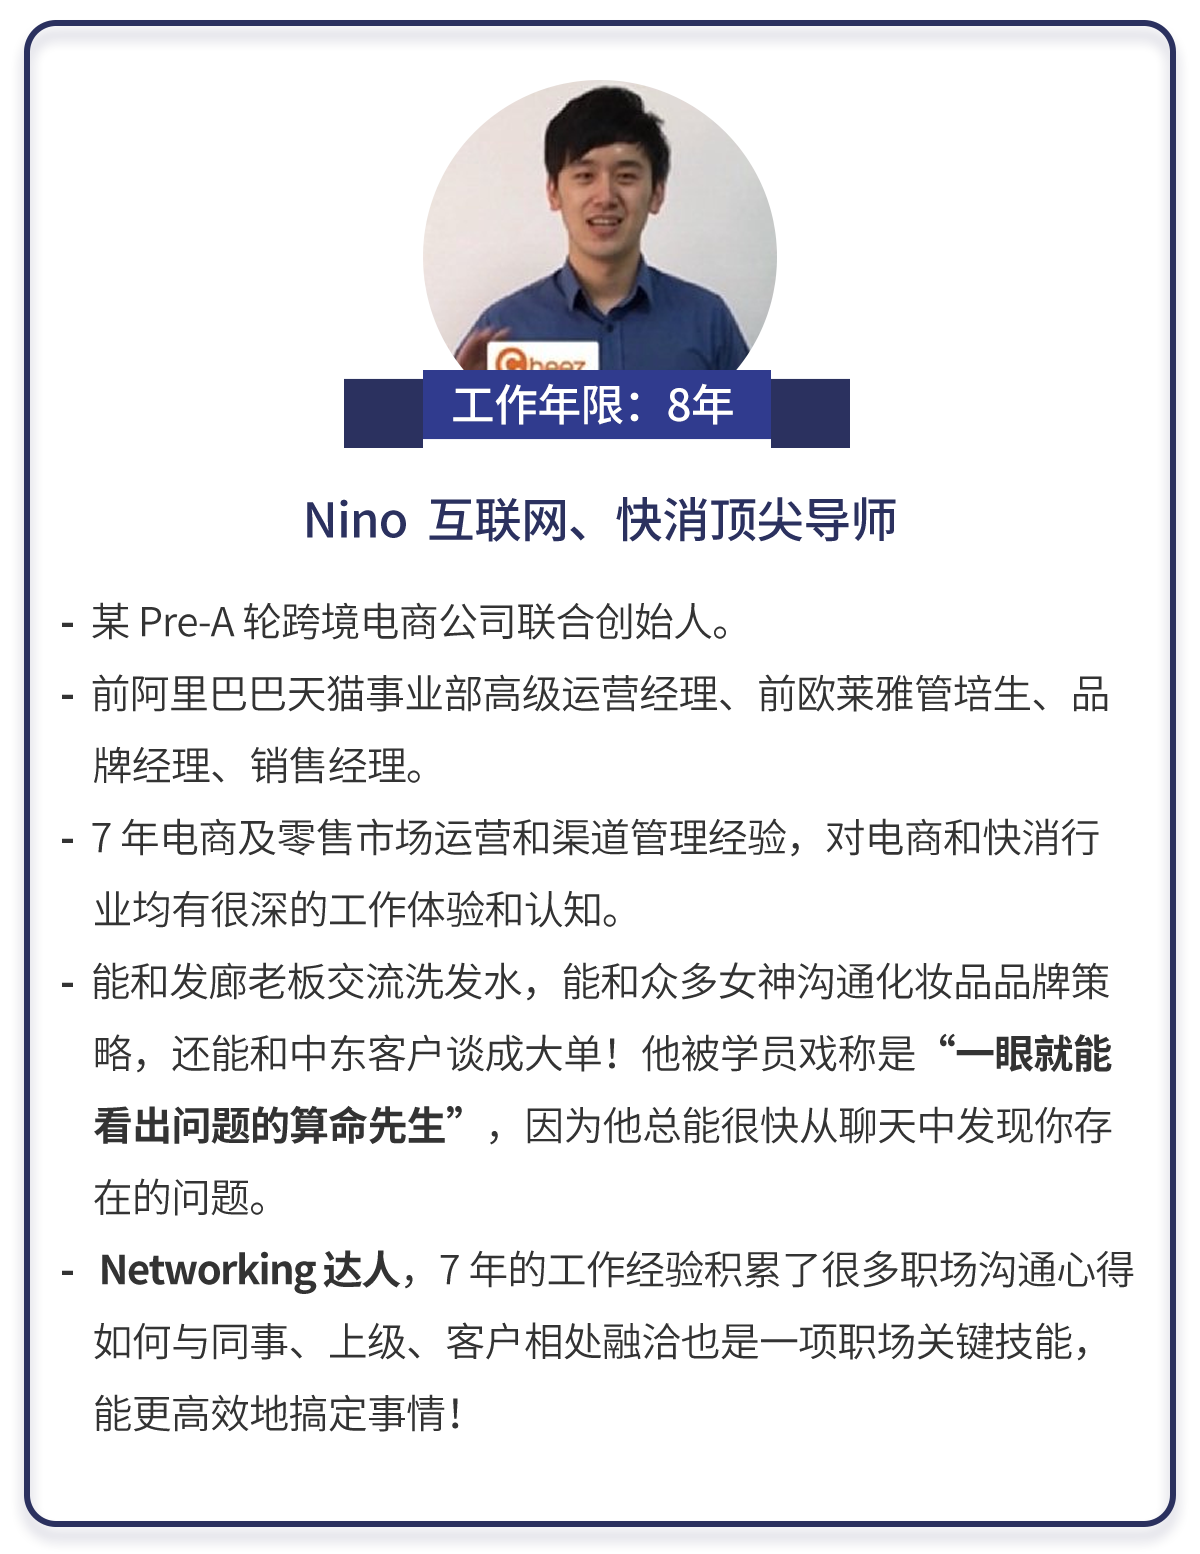 Cheez
工作年限：8年
Nino 互联网、快消顶尖导师
- 某 Pre-A 轮跨境电商公司联合创始人。
- 前阿里巴巴天猫事业部高级运营经理、前欧莱雅管培生、品
牌经理、销售经理。
- 7 年电商及零售市场运营和渠道管理经验，对电商和快消行
业均有很深的工作体验和认知。
- 能和发廊老板交流洗发水，能和众多女神沟通化妆品品牌策
略，还能和中东客户谈成大单！他被学员戏称是“一眼就能
看出问题的算命先生”，因为他总能很快从聊天中发现你存
在的问题。
- Networking 达人，7 年的工作经验积累了很多职场沟通心得
如何与同事、上级、客户相处融洽也是一项职场关键技能，
能更高效地搞定事情！